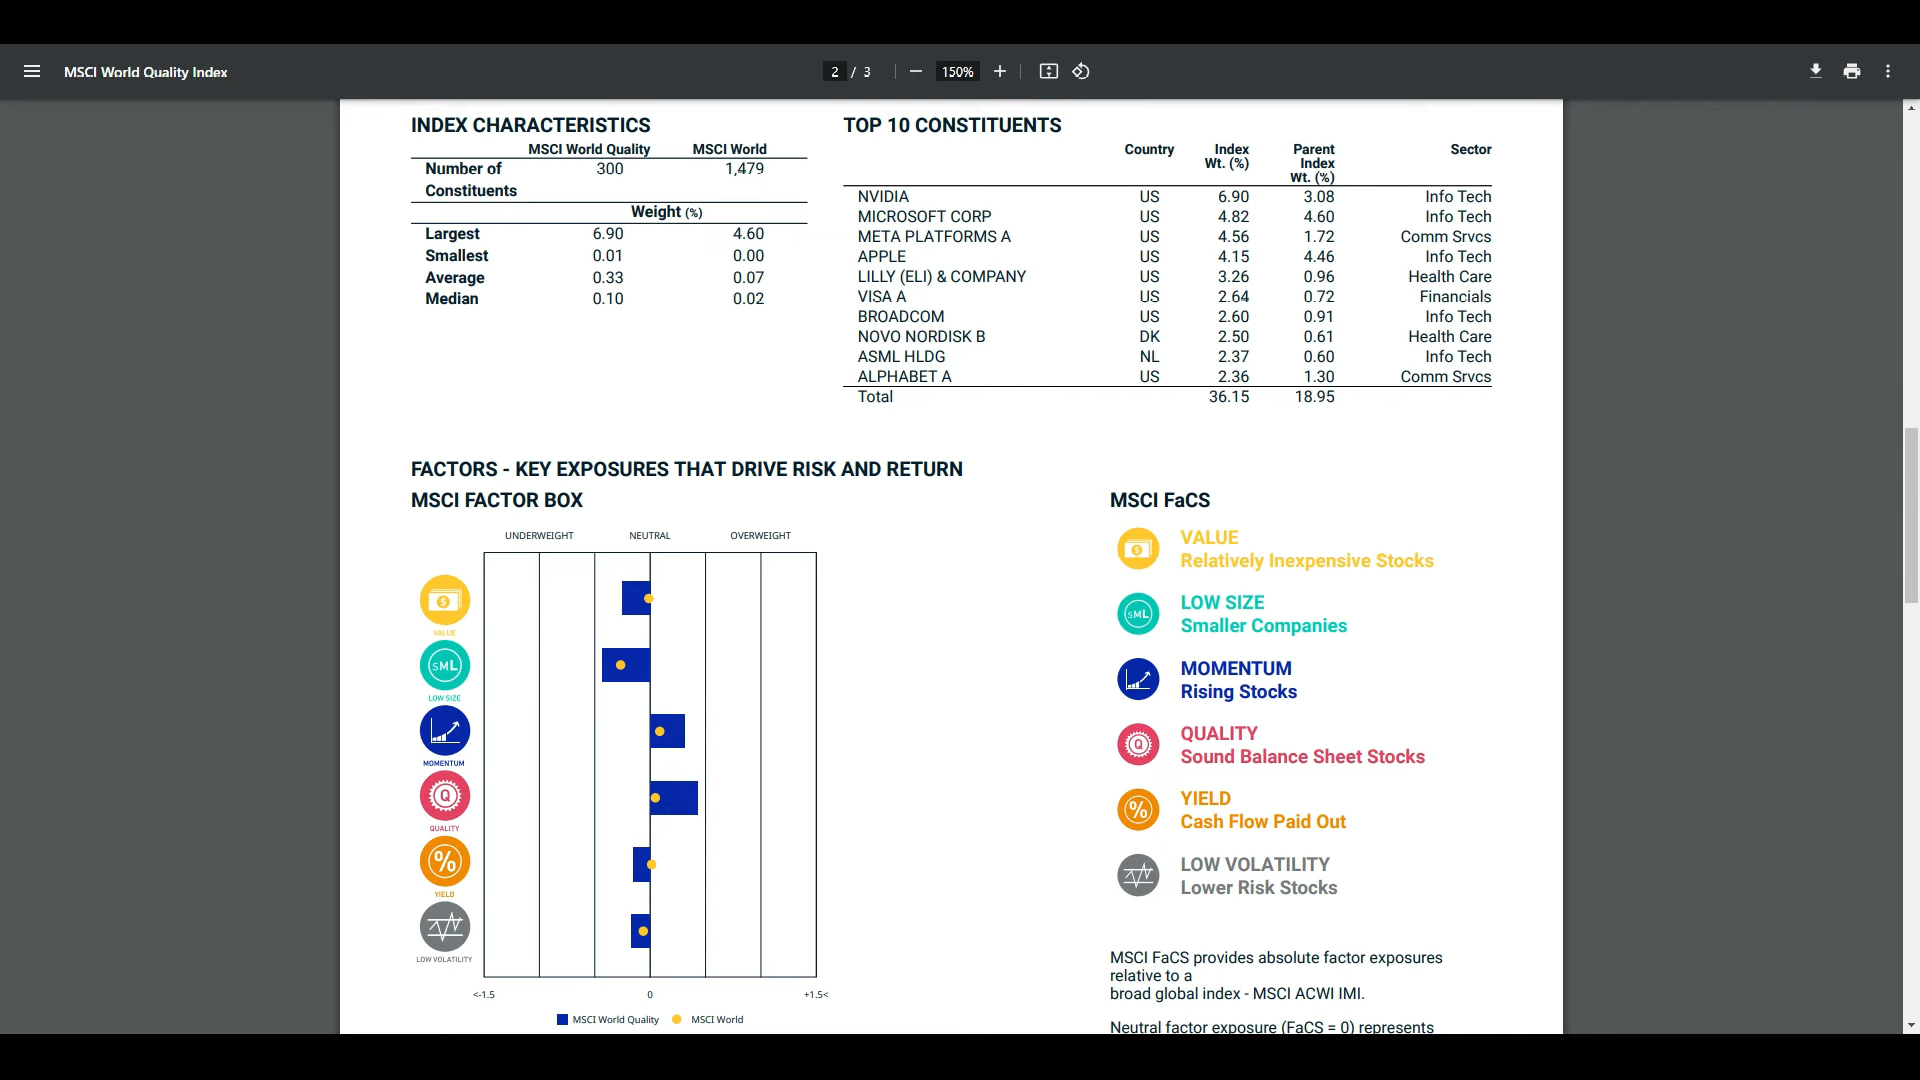 MSCI World Quality Index
2 / 3
150%
INDEX CHARACTERISTICS
MSCI World Quality MSCI World
Number of Constituents 300 1,479
Weight (%)
Largest 6.90 4.60
Smallest 0.01 0.00
Average 0.33 0.07
Median 0.10 0.02
TOP 10 CONSTITUENTS
Country Index Wt. (%) Parent Index Wt. (%) Sector
NVIDIA US 6.90 3.08 Info Tech
MICROSOFT CORP US 4.82 4.60 Info Tech
META PLATFORMS A US 4.56 1.72 Comm Srvcs
APPLE US 4.15 4.46 Info Tech
LILLY (ELI) & COMPANY US 3.26 0.96 Health Care
VISA A US 2.64 0.72 Financials
BROADCOM US 2.60 0.91 Info Tech
NOVO NORDISK B DK 2.50 0.61 Health Care
ASML HLDG NL 2.37 0.60 Info Tech
ALPHABET A US 2.36 1.30 Comm Srvcs
Total 36.15 18.95
FACTORS - KEY EXPOSURES THAT DRIVE RISK AND RETURN
MSCI FACTOR BOX
UNDERWEIGHT NEUTRAL OVERWEIGHT
VALUE
SML
LOW SIZE
MOMENTUM
Q
QUALITY
%
YIELD
LOW VOLATILITY
<-1.5 0 +1.5<
MSCI World Quality MSCI World
MSCI FaCS
VALUE
Relatively Inexpensive Stocks
SML
LOW SIZE
Smaller Companies
MOMENTUM
Rising Stocks
Q
QUALITY
Sound Balance Sheet Stocks
%
YIELD
Cash Flow Paid Out
LOW VOLATILITY
Lower Risk Stocks
MSCI FaCS provides absolute factor exposures
relative to a
broad global index - MSCI ACWI IMI.
Neutral factor exposure (FaCS = 0) represents